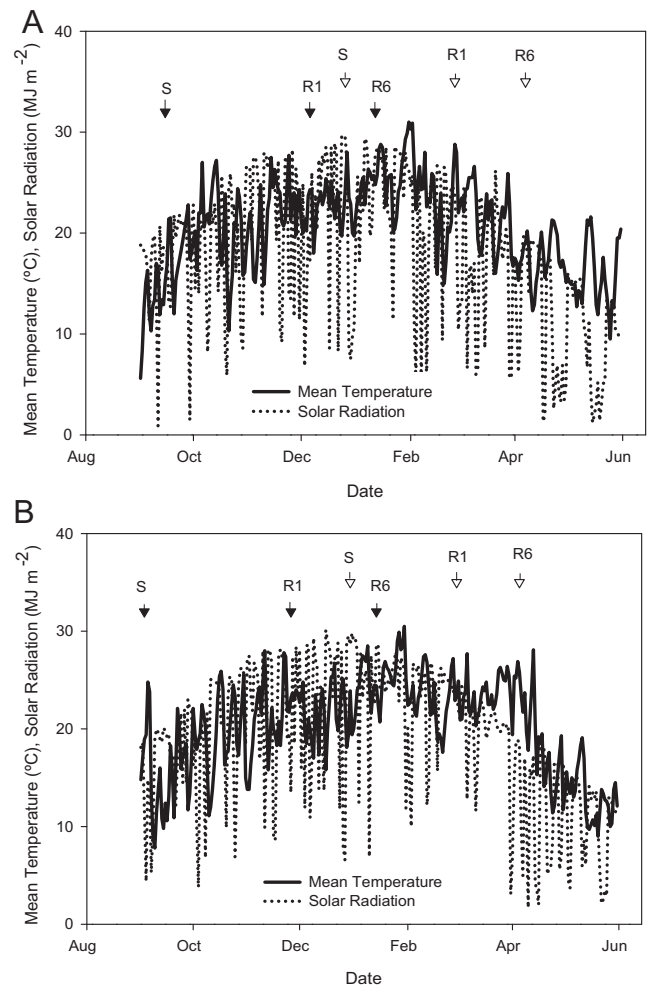 A
Mean Temperature (ºC), Solar Radiation (MJ m⁻²)
40
30
20
10
0
S
R1
S
R6
R1
R6
Mean Temperature
Solar Radiation
Aug
Oct
Dec
Feb
Apr
Jun
Date
B
Mean Temperature (ºC), Solar Radiation (MJ m⁻²)
40
30
20
10
0
S
R1
S
R6
R1
R6
Mean Temperature
Solar Radiation
Aug
Oct
Dec
Feb
Apr
Jun
Date